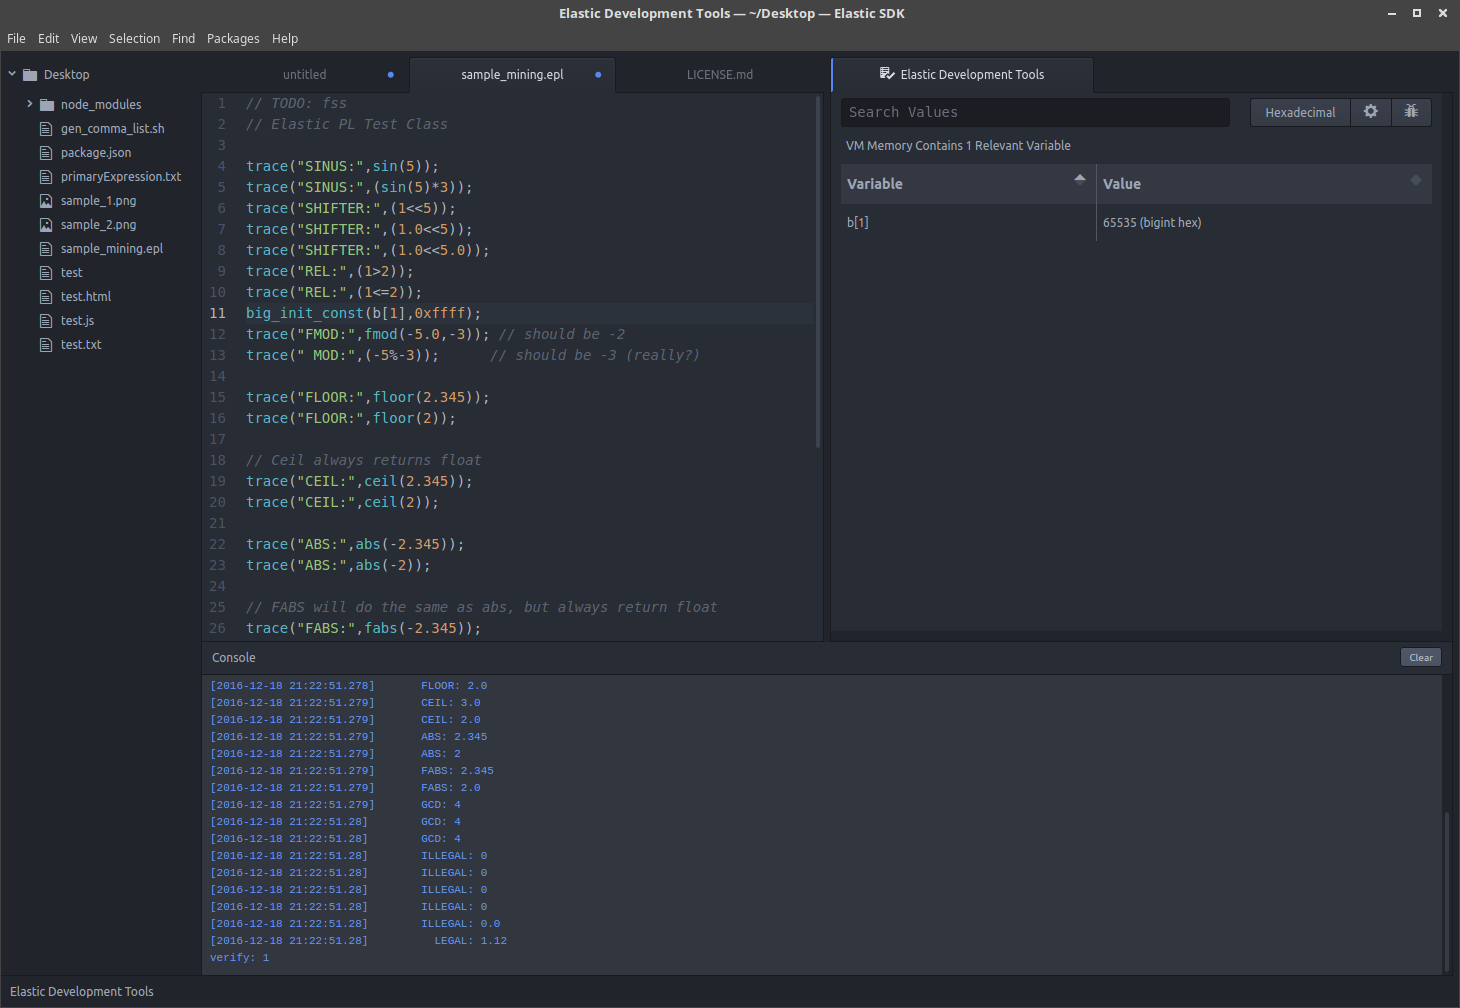 Elastic Development Tools — ~/Desktop — Elastic SDK
File Edit View Selection Find Packages Help
Desktop
node_modules
gen_comma_list.sh
package.json
primaryExpression.txt
sample_1.png
sample_2.png
sample_mining.epl
test
test.html
test.js
test.txt
untitled
sample_mining.epl
LICENSE.md
1 // TODO: fss
2 // Elastic PL Test Class
3
4 trace("SINUS:",sin(5));
5 trace("SINUS:",(sin(5)*3));
6 trace("SHIFTER:",(1<<5));
7 trace("SHIFTER:",(1.0<<5));
8 trace("SHIFTER:",(1.0<<5.0));
9 trace("REL:",(1>2));
10 trace("REL:",(1<=2));
11 big_init_const(b[1],0xffff);
12 trace("FMOD:",fmod(-5.0,-3)); // should be -2
13 trace(" MOD:",(-5%-3));      // should be -3 (really?)
14
15 trace("FLOOR:",floor(2.345));
16 trace("FLOOR:",floor(2));
17
18 // Ceil always returns float
19 trace("CEIL:",ceil(2.345));
20 trace("CEIL:",ceil(2));
21
22 trace("ABS:",abs(-2.345));
23 trace("ABS:",abs(-2));
24
25 // FABS will do the same as abs, but always return float
26 trace("FABS:",fabs(-2.345));
Elastic Development Tools
Search Values
Hexadecimal
VM Memory Contains 1 Relevant Variable
Variable Value
b[1] 65535 (bigint hex)
Console
Clear
[2016-12-18 21:22:51.278] FLOOR: 2.0
[2016-12-18 21:22:51.279] CEIL: 3.0
[2016-12-18 21:22:51.279] CEIL: 2.0
[2016-12-18 21:22:51.279] ABS: 2.345
[2016-12-18 21:22:51.279] ABS: 2
[2016-12-18 21:22:51.279] FABS: 2.345
[2016-12-18 21:22:51.279] FABS: 2.0
[2016-12-18 21:22:51.279] GCD: 4
[2016-12-18 21:22:51.28] GCD: 4
[2016-12-18 21:22:51.28] GCD: 4
[2016-12-18 21:22:51.28] ILLEGAL: 0
[2016-12-18 21:22:51.28] ILLEGAL: 0
[2016-12-18 21:22:51.28] ILLEGAL: 0
[2016-12-18 21:22:51.28] ILLEGAL: 0
[2016-12-18 21:22:51.28] ILLEGAL: 0.0
[2016-12-18 21:22:51.28] LEGAL: 1.12
verify: 1
Elastic Development Tools